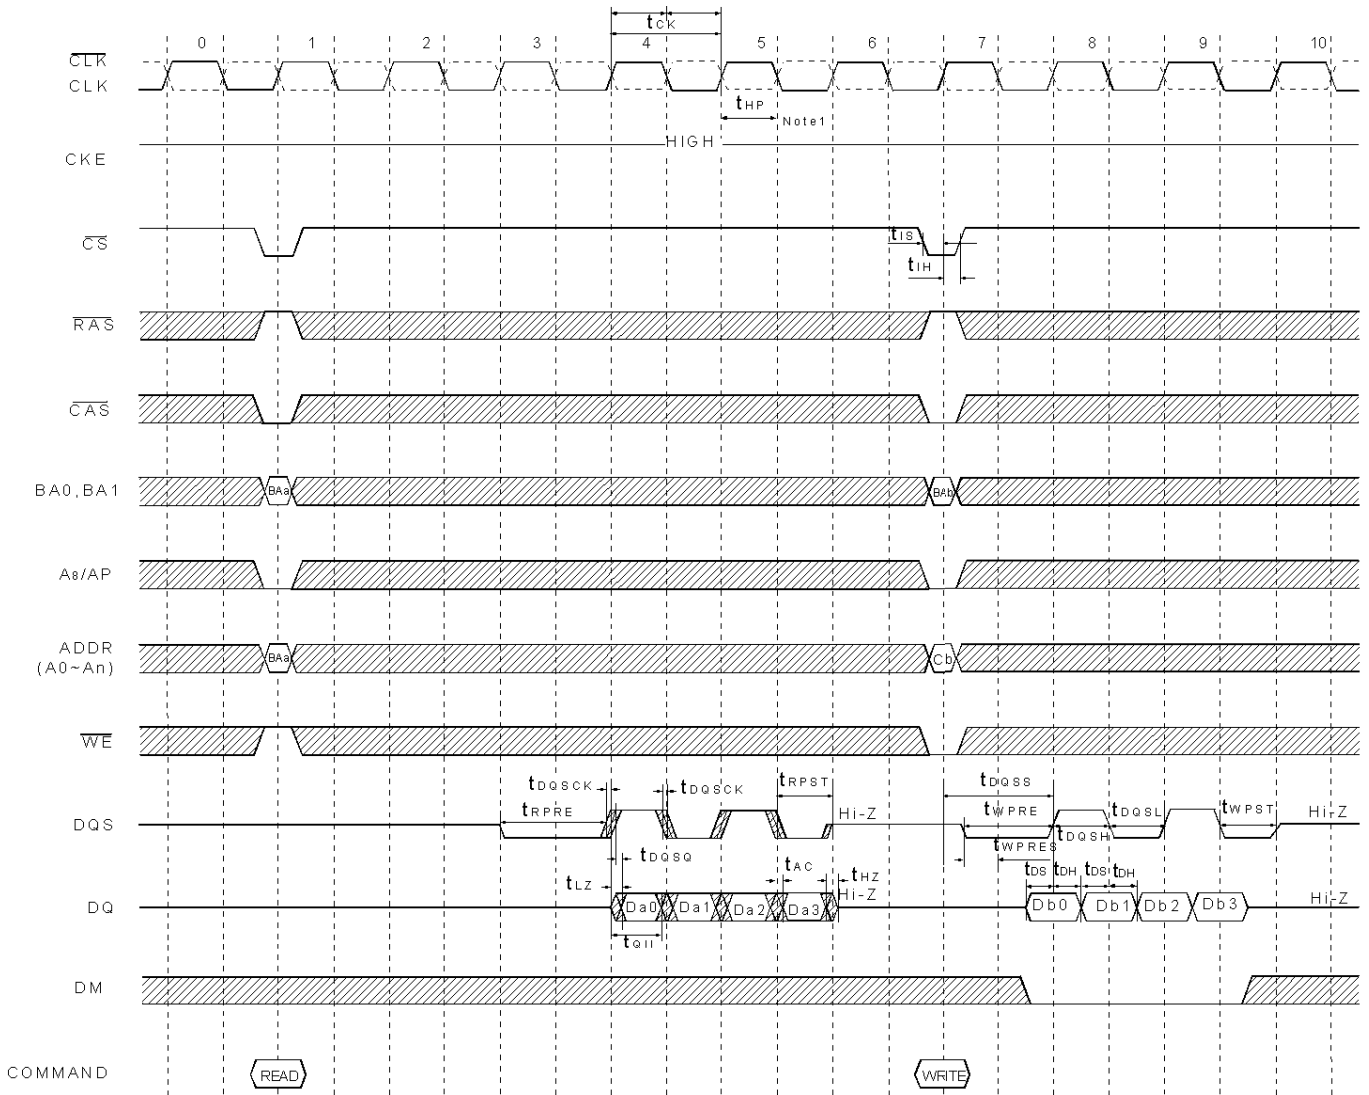 tCK
0 1 2 3 4 5 6 7 8 9 10
CLK
CLK
tHP
Note1
HIGH
CKE
CS
tIS
tIH
RAS
CAS
BA0,BA1
BAa
BAb
A8/AP
ADDR
(A0~An)
BAa
Cb
WE
tDQSCK
tDQSCK
tRPST
tDQSS
tRPRE
tWPRE
tDQSL
tWPST
DQS
Hi-Z
Hi-Z
tDQSH
tWPRES
tDQSQ
tAC
tHZ
tDS
tDH
tDS
tDH
tLZ
Hi-Z
Hi-Z
DQ
Da0 Da1 Da2 Da3
Db0 Db1 Db2 Db3
tQH
DM
COMMAND
READ
WRITE